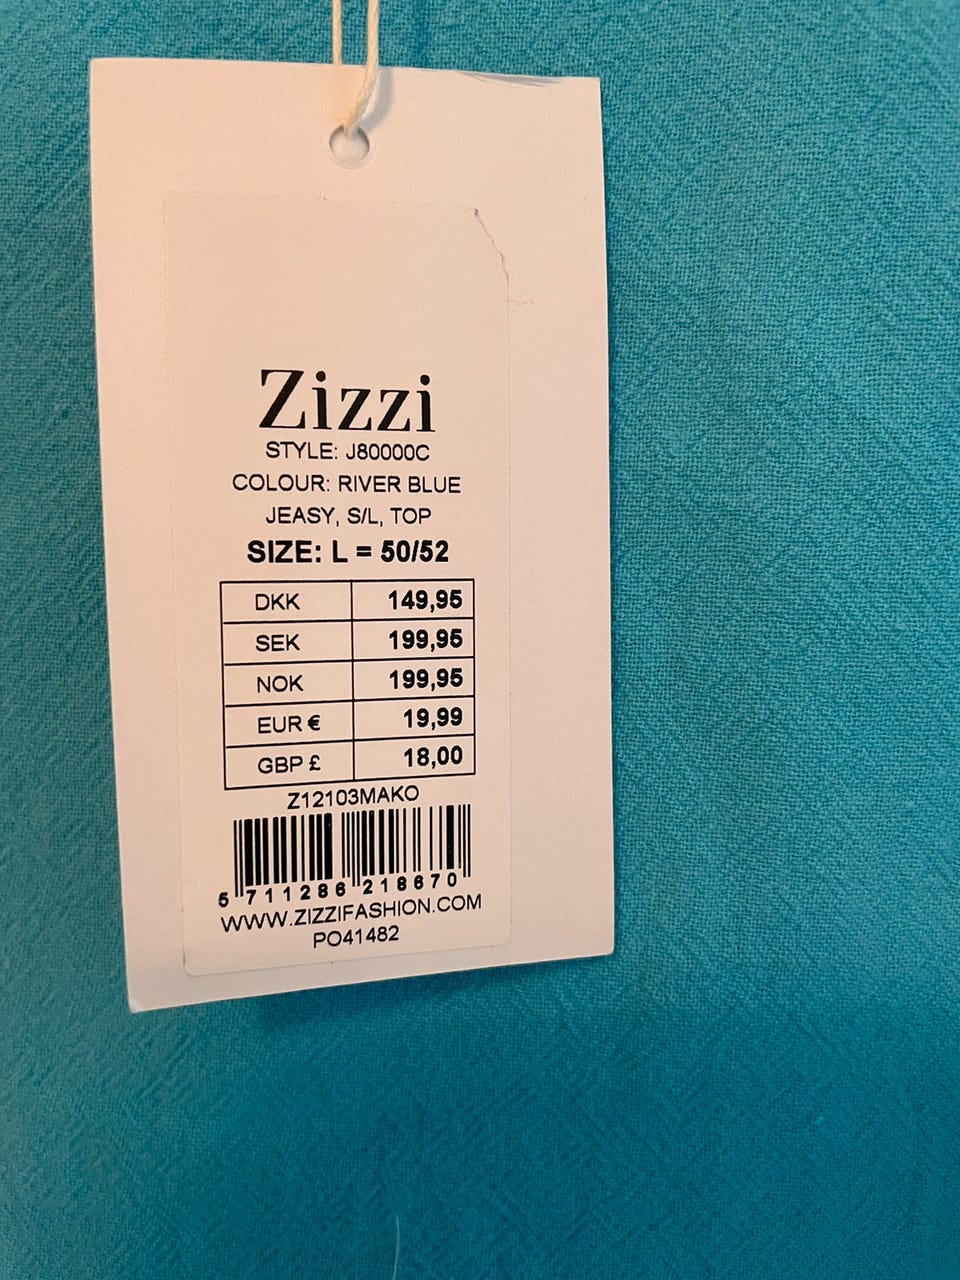 Zizzi
STYLE: J80000C
COLOUR: RIVER BLUE
JEASY, S/L, TOP
SIZE: L = 50/52
DKK 149,95
SEK 199,95
NOK 199,95
EUR € 19,99
GBP £ 18,00
Z12103MAKO
5 711286 218670
WWW.ZIZZIFASHION.COM
PO41482